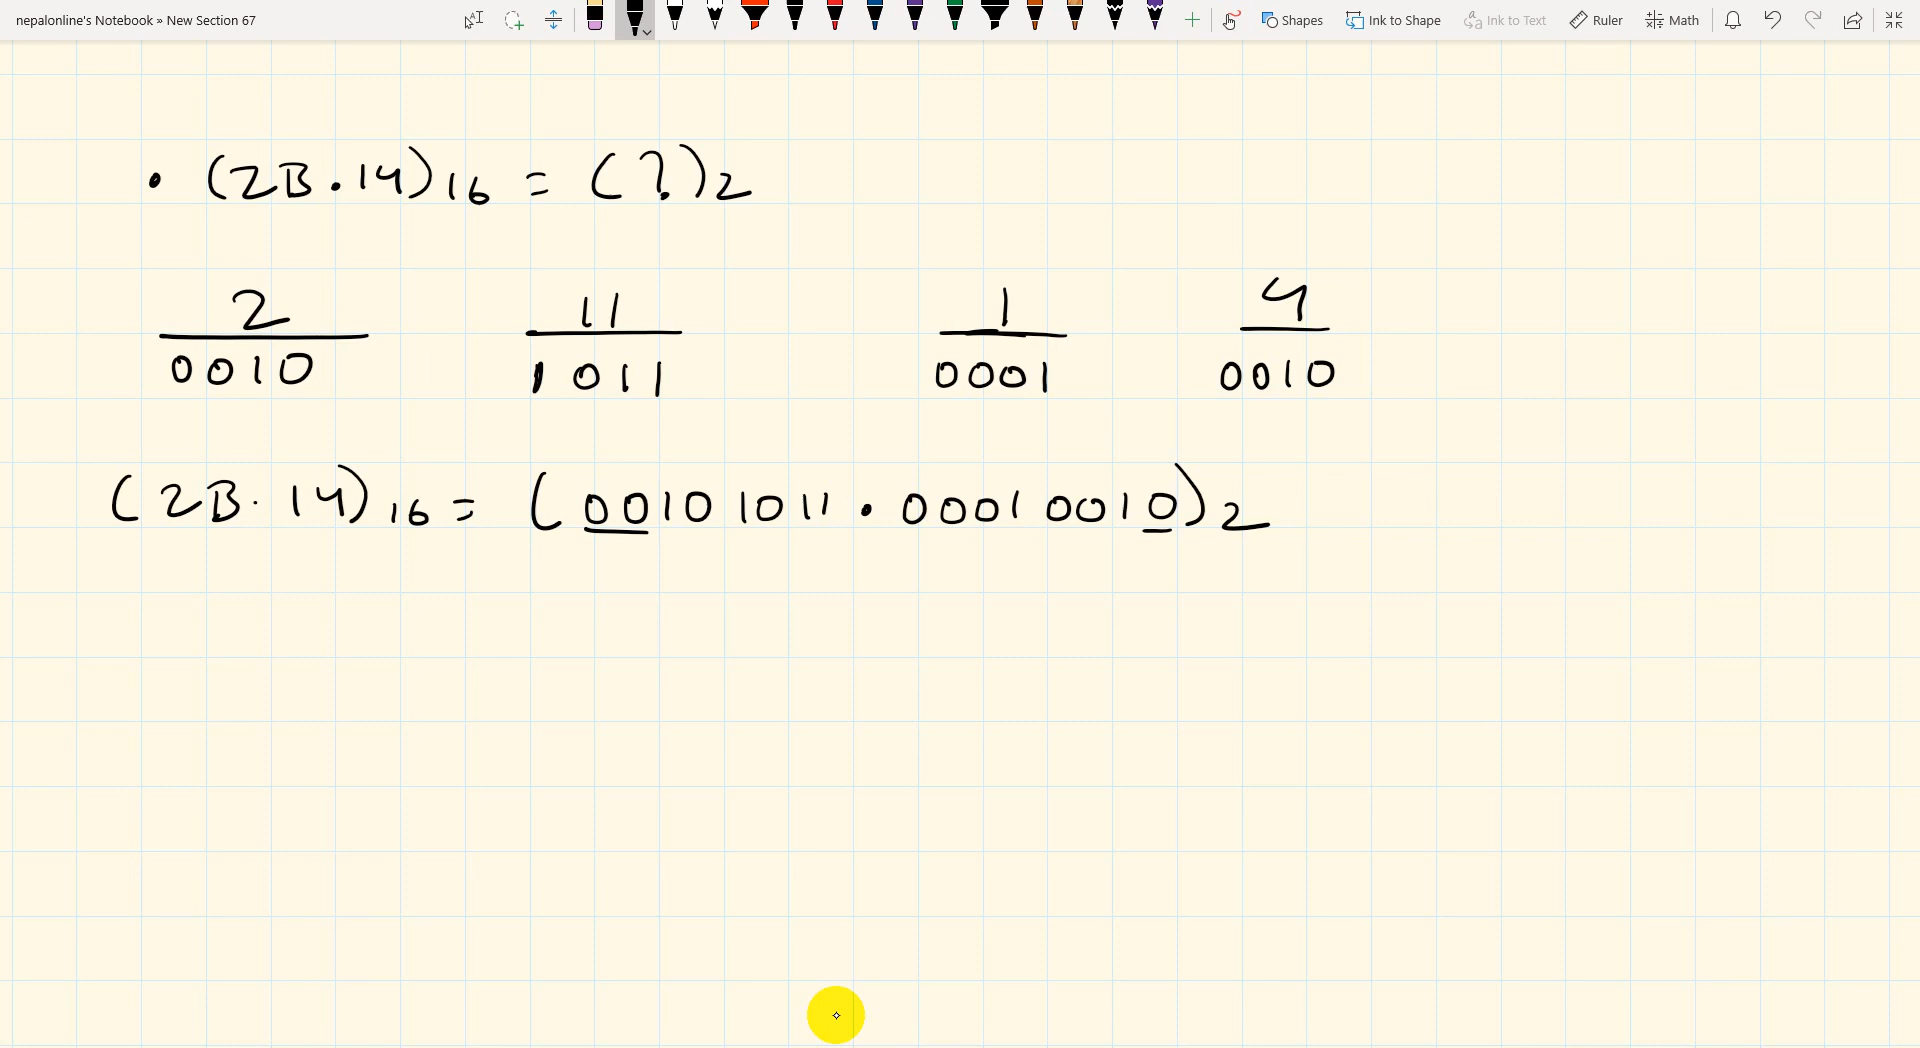 nepalonline's Notebook » New Section 67 Shapes Ink to Shape Ink to Text Ruler Math
• (2B.14)16 = (?)2
2 11 1 4
0010 1011 0001 0010
(2B.14)16 = (00101011.00010010)2